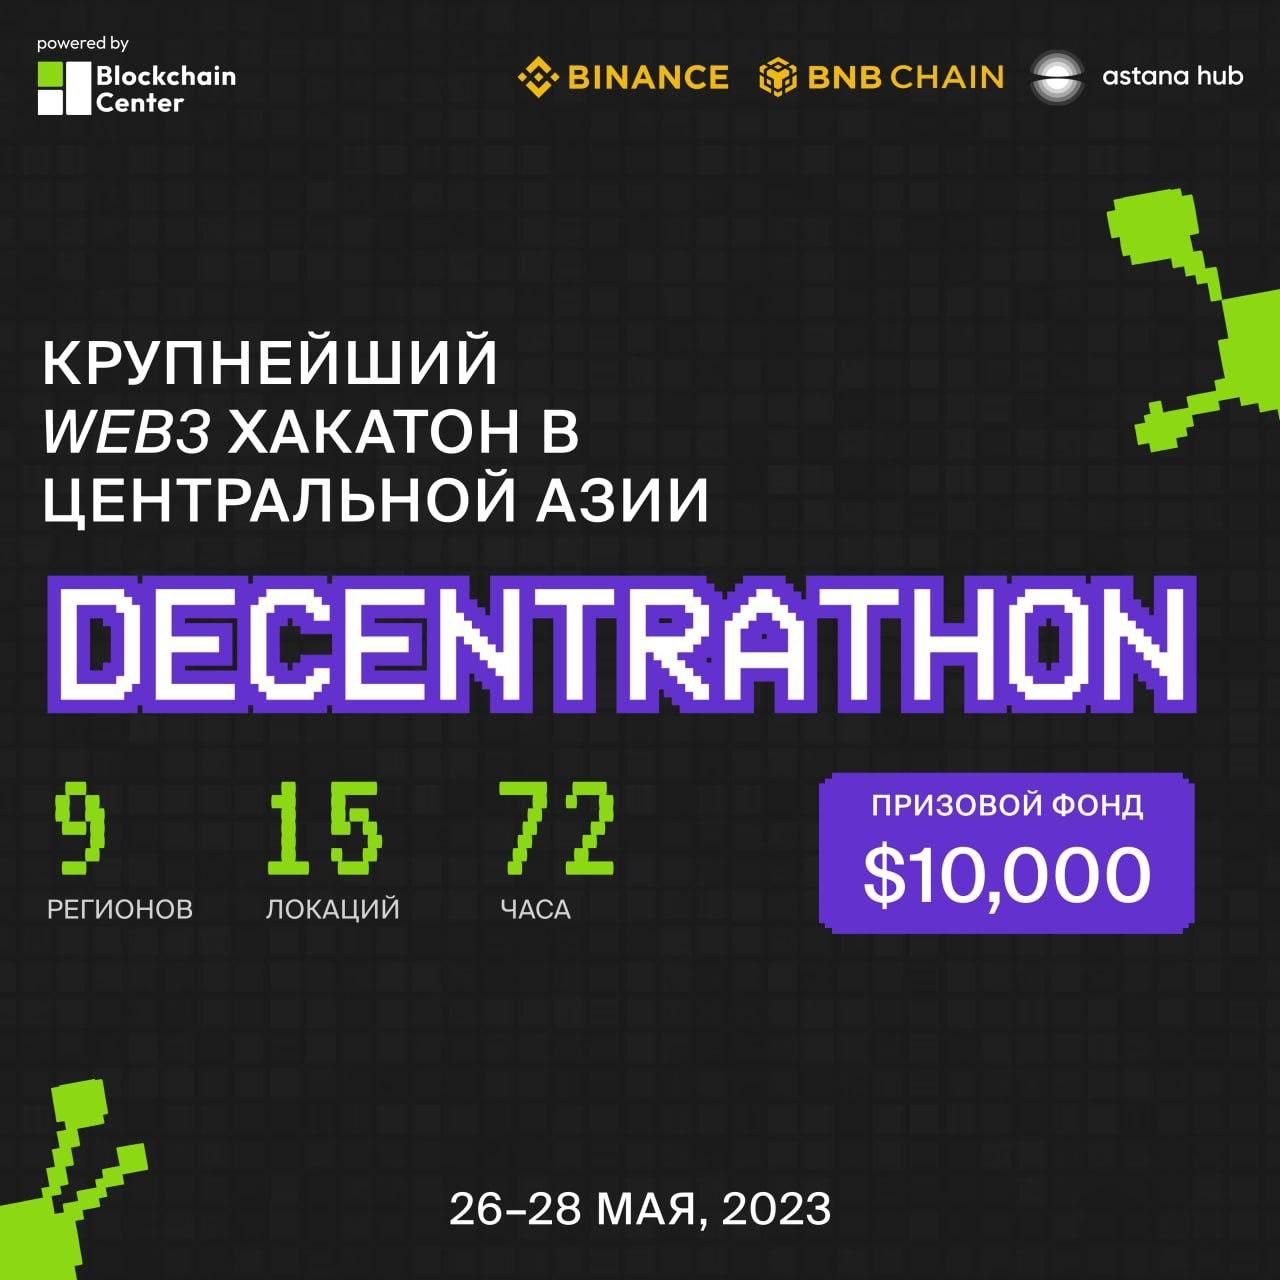 powered by
Blockchain
Center
BINANCE
BNB CHAIN
astana hub
КРУПНЕЙШИЙ
WEB3 ХАКАТОН В
ЦЕНТРАЛЬНОЙ АЗИИ
DECENTRATHON
9
РЕГИОНОВ
15
ЛОКАЦИЙ
72
ЧАСА
ПРИЗОВОЙ ФОНД
$10,000
26–28 МАЯ, 2023